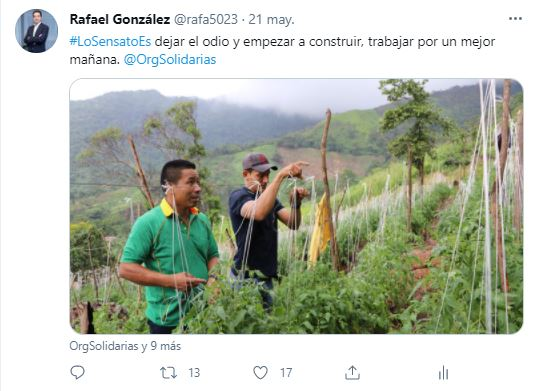 Rafael González @rafa5023 · 21 may.
#LoSensatoEs dejar el odio y empezar a construir, trabajar por un mejor
mañana. @OrgSolidarias
OrgSolidarias y 9 más
13 17